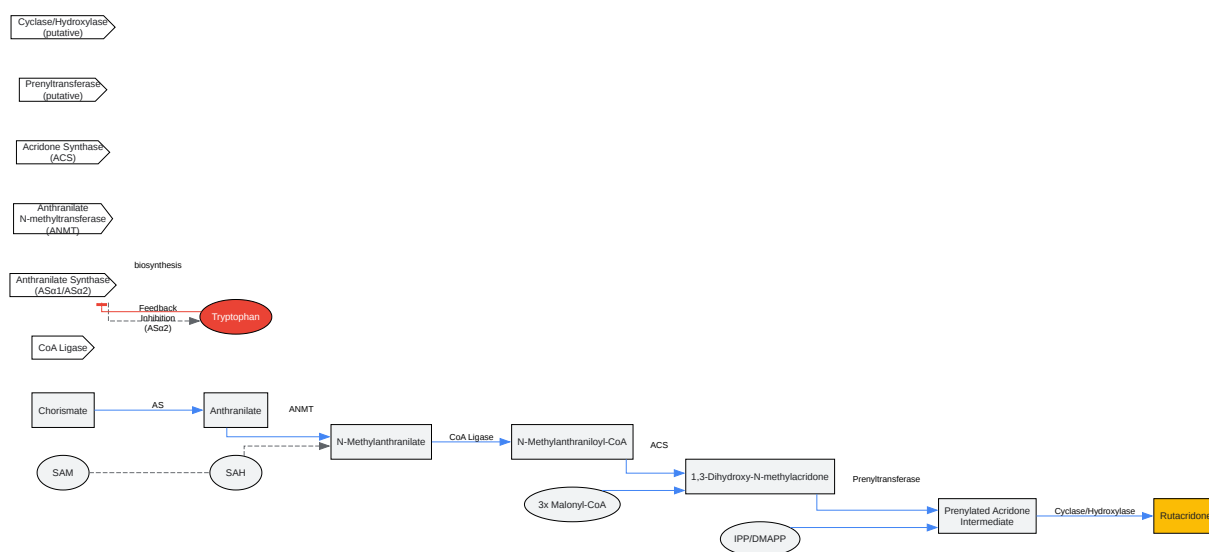 Cyclase/Hydroxylase
(putative)
Prenyltransferase
(putative)
Acridone Synthase
(ACS)
Anthranilate
N-methyltransferase
(ANMT)
biosynthesis
Anthranilate Synthase
(ASα1/ASα2)
Feedback
Inhibition
(ASα2)
Tryptophan
CoA Ligase
Chorismate
AS
Anthranilate
ANMT
N-Methylanthranilate
CoA Ligase
N-Methylanthraniloyl-CoA
ACS
SAM
SAH
1,3-Dihydroxy-N-methylacridone
Prenyltransferase
3x Malonyl-CoA
Prenylated Acridone
Intermediate
Cyclase/Hydroxylase
Rutacridone
IPP/DMAPP